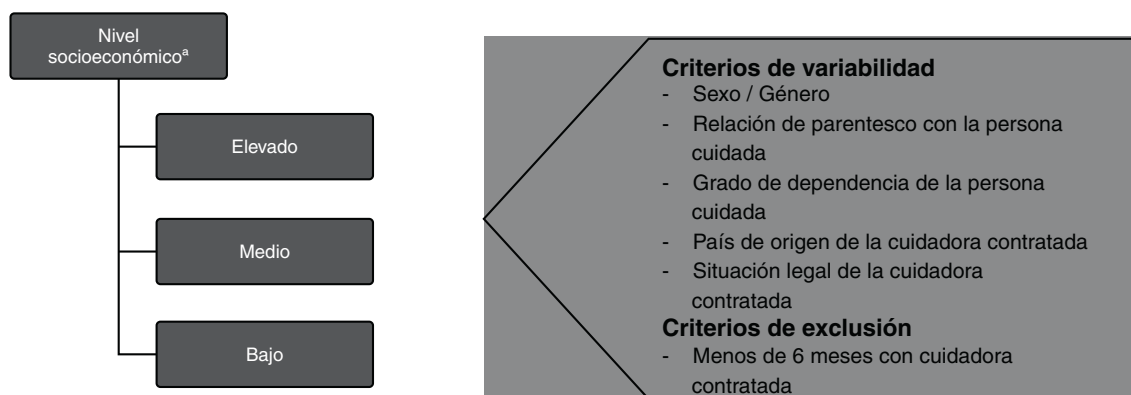 Nivel
socioeconómicoᵃ
Elevado
Medio
Bajo
Criterios de variabilidad
- Sexo / Género
- Relación de parentesco con la persona
cuidada
- Grado de dependencia de la persona
cuidada
- País de origen de la cuidadora contratada
- Situación legal de la cuidadora
contratada
Criterios de exclusión
- Menos de 6 meses con cuidadora
contratada